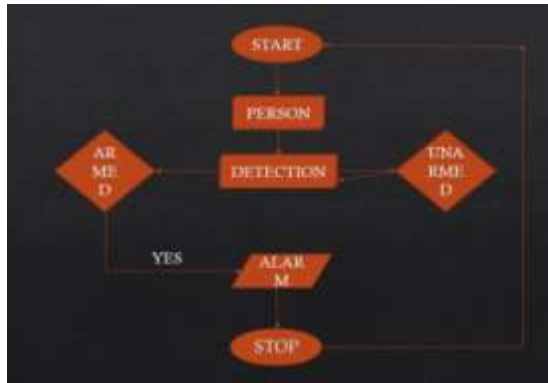 START
PERSON
AR
ME
D
DETECTION
UNA
RME
D
YES
ALAR
M
STOP